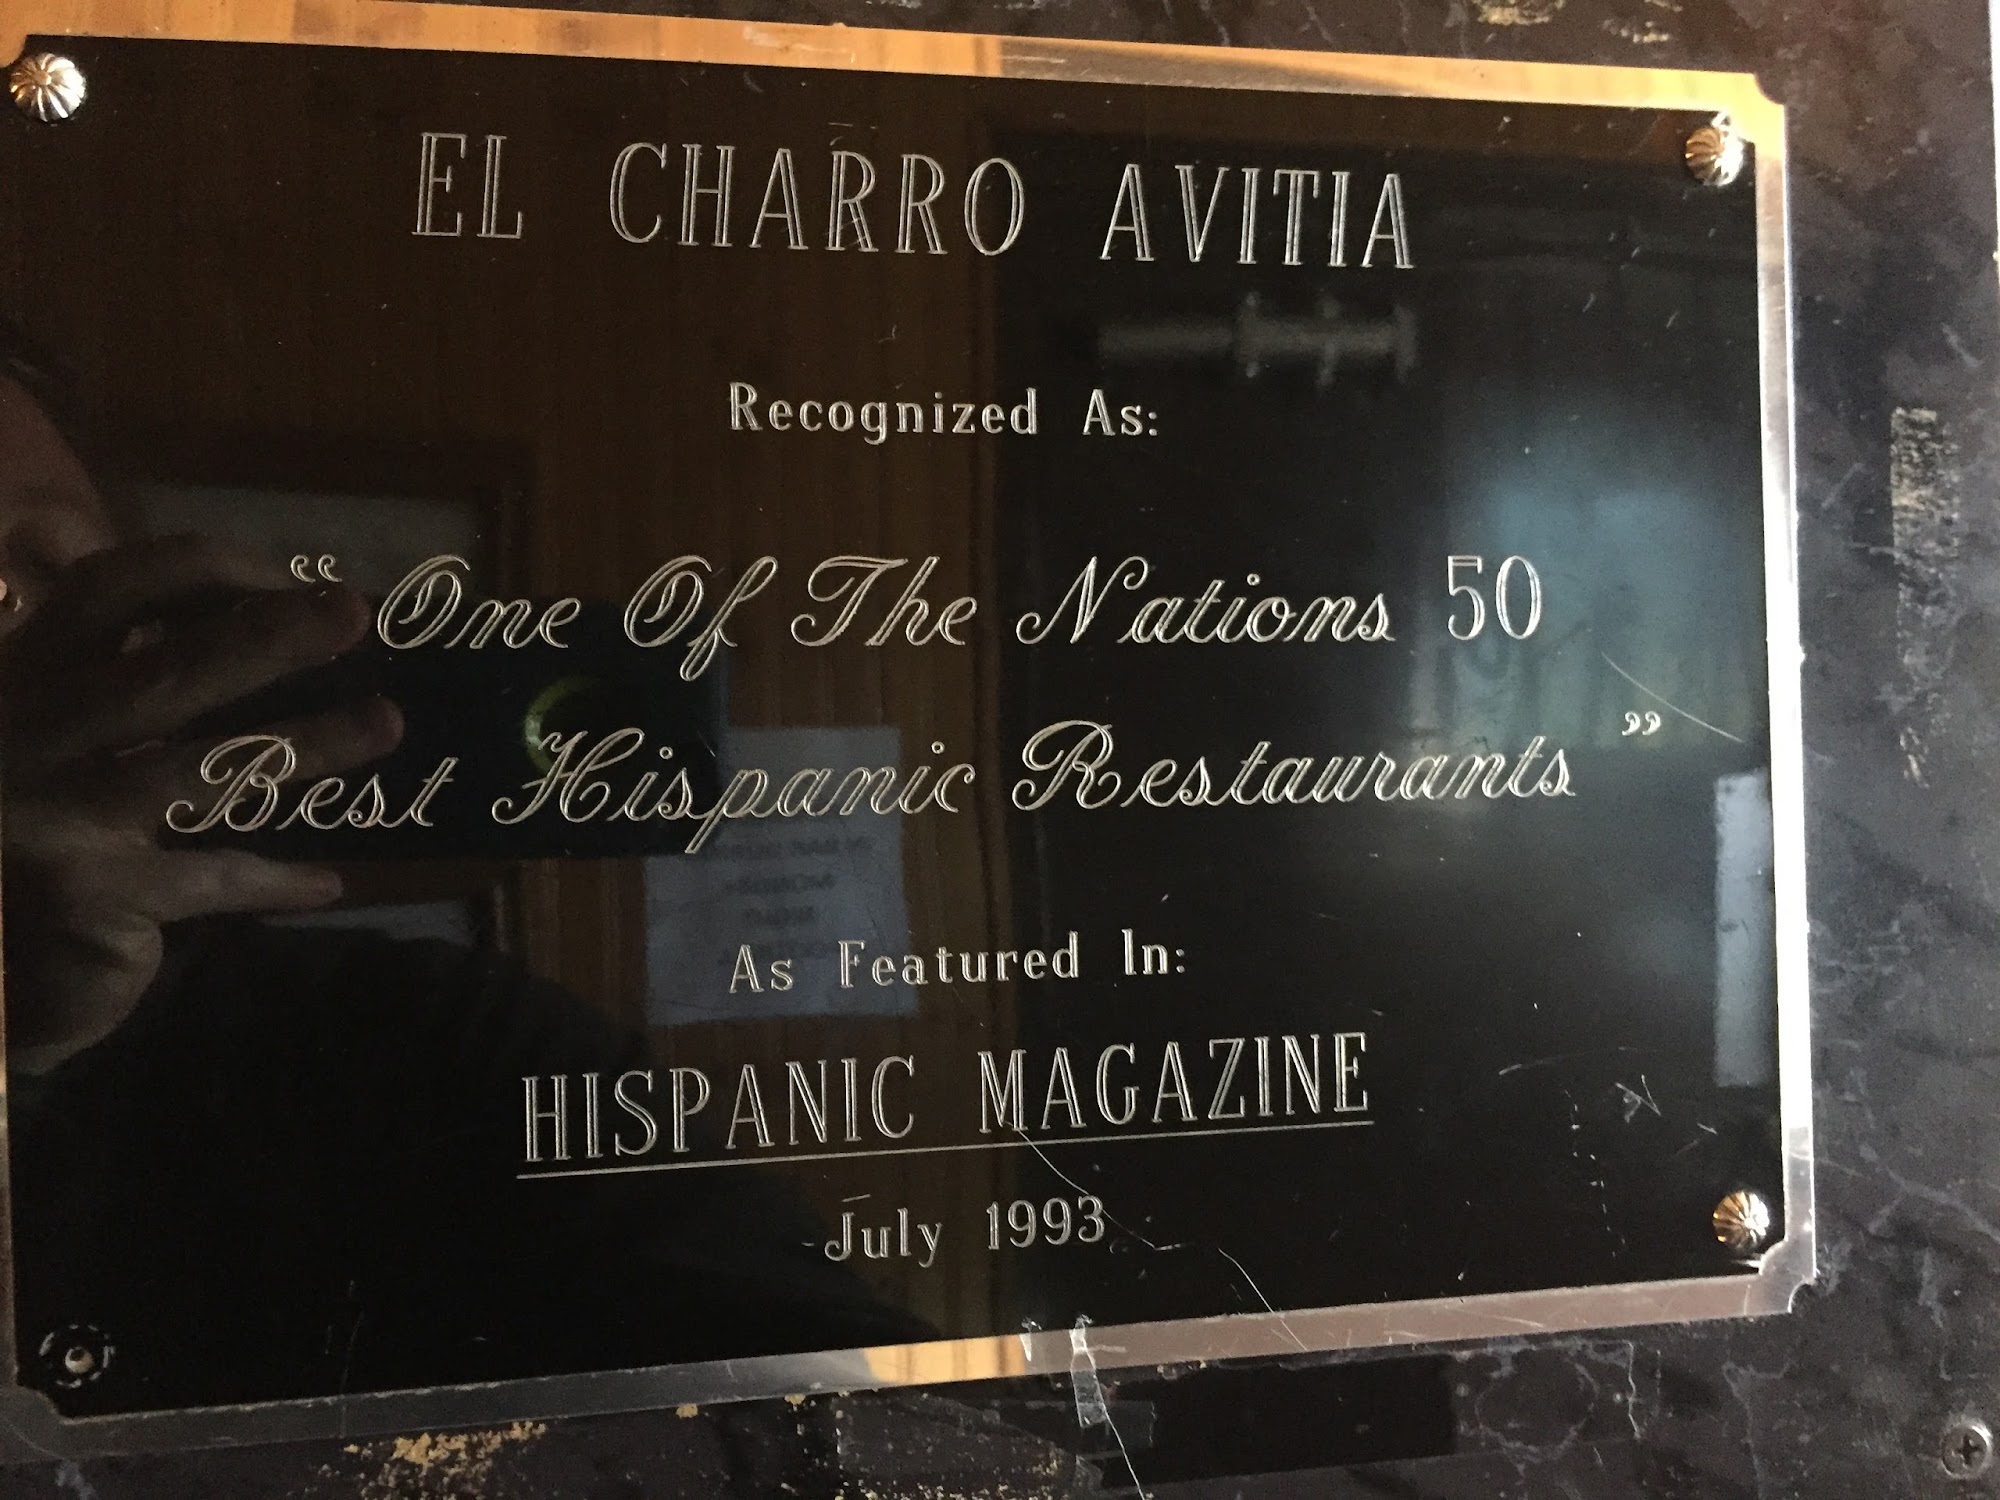 EL CHARRO AVITIA
Recognized As:
“One Of The Nations 50
Best Hispanic Restaurants”
As Featured In:
HISPANIC MAGAZINE
July 1993